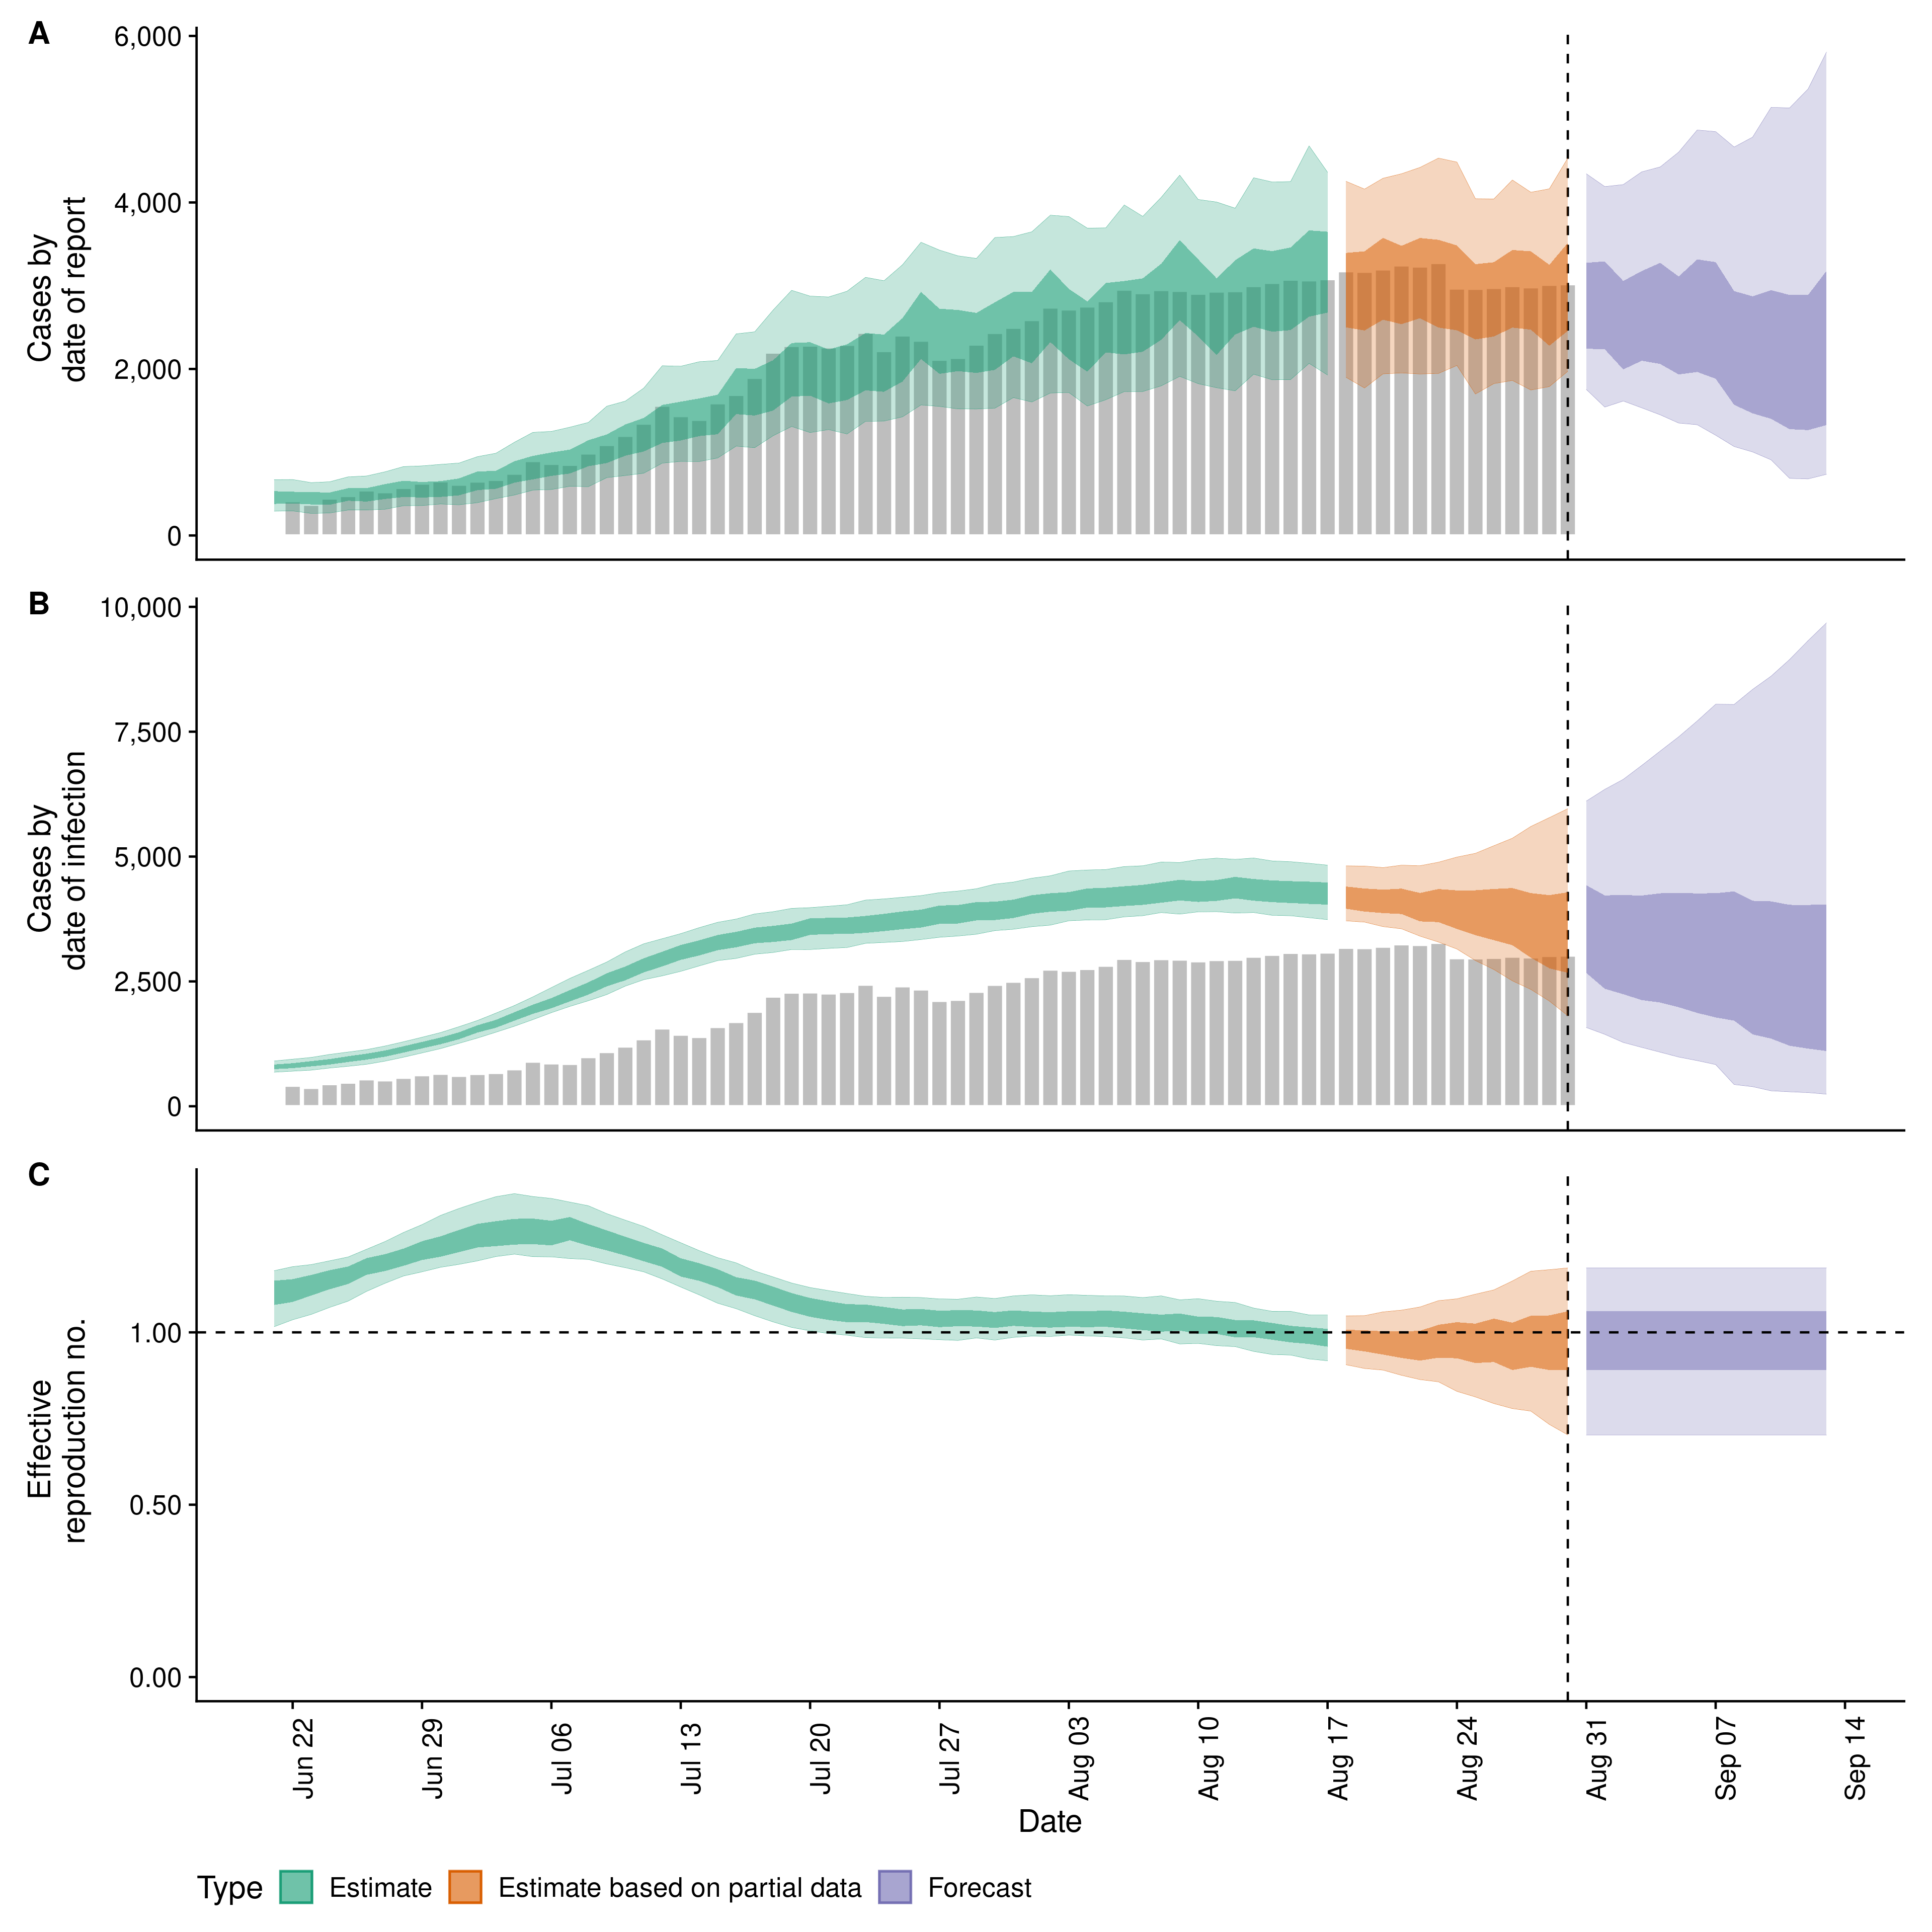 A
6,000
4,000
2,000
0
Cases by
date of report
B
10,000
7,500
5,000
2,500
0
Cases by
date of infection
C
1.00
0.50
0.00
Effective
reproduction no.
Jun 22
Jun 29
Jul 06
Jul 13
Jul 20
Jul 27
Aug 03
Aug 10
Aug 17
Aug 24
Aug 31
Sep 07
Sep 14
Date
Type Estimate Estimate based on partial data Forecast